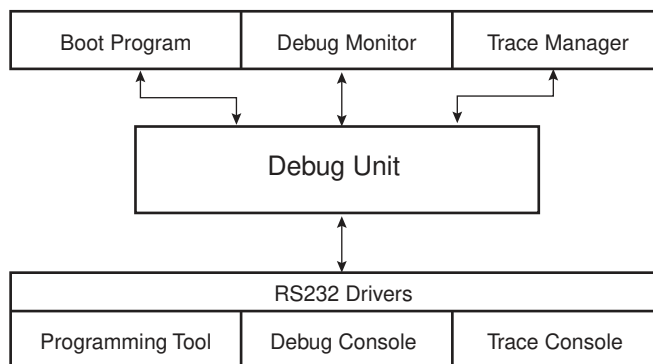 Boot Program
Debug Monitor
Trace Manager
Debug Unit
RS232 Drivers
Programming Tool
Debug Console
Trace Console